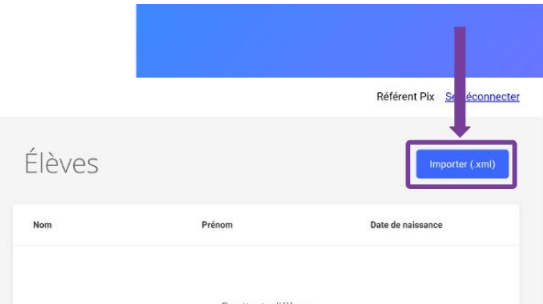 Référent Pix Se déconnecter
Élèves
Importer (.xml)
Nom Prénom Date de naissance